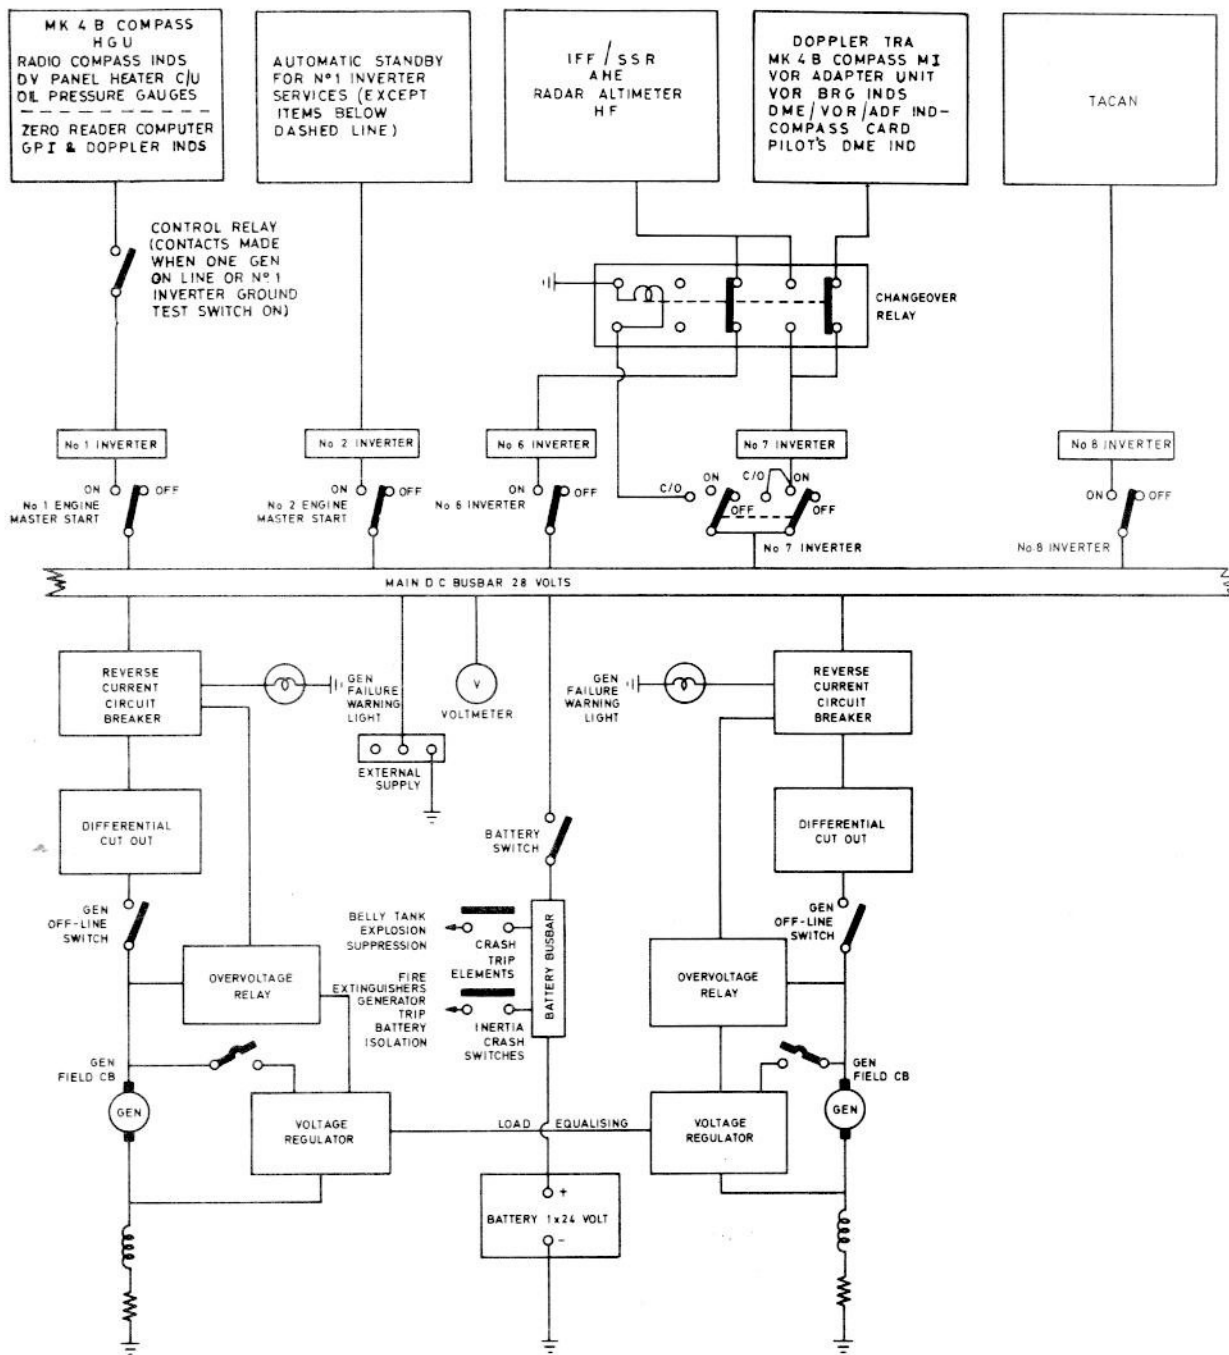 MK 4 B COMPASS
HGU
RADIO COMPASS INDS
DV PANEL HEATER C/U
OIL PRESSURE GAUGES
ZERO READER COMPUTER
GPI & DOPPLER INDS
AUTOMATIC STANDBY
FOR Nº1 INVERTER
SERVICES (EXCEPT
ITEMS BELOW
DASHED LINE)
IFF / SSR
AHE
RADAR ALTIMETER
HF
DOPPLER TRA
MK 4B COMPASS MI
VOR ADAPTER UNIT
VOR BRG INDS
DME/VOR/ADF IND-
COMPASS CARD
PILOT'S DME IND
TACAN
CONTROL RELAY
(CONTACTS MADE
WHEN ONE GEN
ON LINE OR Nº 1
INVERTER GROUND
TEST SWITCH ON)
CHANGEOVER
RELAY
No 1 INVERTER
No 2 INVERTER
No 6 INVERTER
No 7 INVERTER
No 8 INVERTER
ON
OFF
No 1 ENGINE
MASTER START
ON
OFF
No 2 ENGINE
MASTER START
ON
OFF
No 6 INVERTER
C/O
ON
OFF
C/O
ON
OFF
No 7 INVERTER
ON
OFF
No 8 INVERTER
MAIN D C BUSBAR 28 VOLTS
REVERSE
CURRENT
CIRCUIT
BREAKER
GEN
FAILURE
WARNING
LIGHT
V
VOLTMETER
GEN
FAILURE
WARNING
LIGHT
REVERSE
CURRENT
CIRCUIT
BREAKER
EXTERNAL
SUPPLY
DIFFERENTIAL
CUT OUT
BATTERY
SWITCH
DIFFERENTIAL
CUT OUT
GEN
OFF-LINE
SWITCH
BELLY TANK
EXPLOSION
SUPPRESSION
CRASH
TRIP
ELEMENTS
BATTERY BUSBAR
GEN
OFF-LINE
SWITCH
OVERVOLTAGE
RELAY
FIRE
EXTINGUISHERS
GENERATOR
TRIP
BATTERY
ISOLATION
INERTIA
CRASH
SWITCHES
OVERVOLTAGE
RELAY
GEN
FIELD CB
GEN
FIELD CB
GEN
VOLTAGE
REGULATOR
LOAD EQUALISING
VOLTAGE
REGULATOR
GEN
+
BATTERY 1x24 VOLT
-